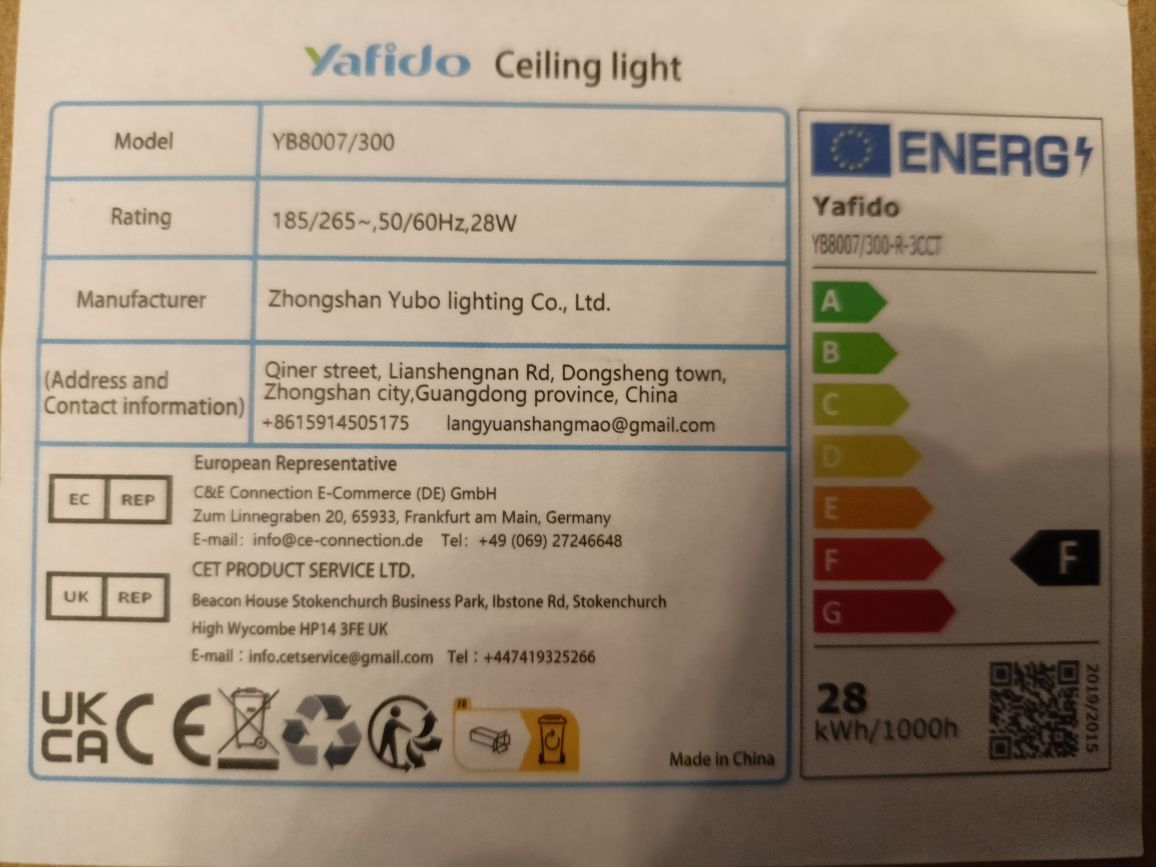 Yafido Ceiling light
Model YB8007/300
Rating 185/265~,50/60Hz,28W
Manufacturer Zhongshan Yubo lighting Co., Ltd.
(Address and
Contact information)
Qiner street, Lianshengnan Rd, Dongsheng town,
Zhongshan city,Guangdong province, China
+8615914505175 langyuanshangmao@gmail.com
EC REP
European Representative
C&E Connection E-Commerce (DE) GmbH
Zum Linnegraben 20, 65933, Frankfurt am Main, Germany
E-mail: info@ce-connection.de Tel: +49 (069) 27246648
UK REP
CET PRODUCT SERVICE LTD.
Beacon House Stokenchurch Business Park, Ibstone Rd, Stokenchurch
High Wycombe HP14 3FE UK
E-mail : info.cetservice@gmail.com Tel : +447419325266
UK
CA
CE
FR
Made in China
ENERG
Yafido
YB8007/300-R-3CCT
A
B
C
D
E
F
G
F
28
kWh/1000h
2019/2015